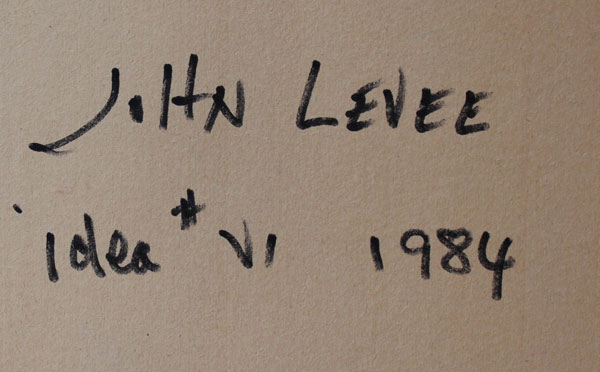 JOHN LEVEE
idea # VI 1984